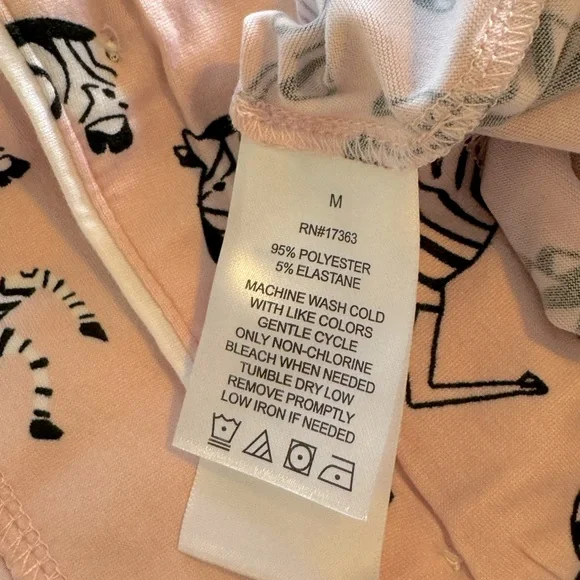 M
RN#17363
95% POLYESTER
5% ELASTANE
MACHINE WASH COLD
WITH LIKE COLORS
GENTLE CYCLE
ONLY NON-CHLORINE
BLEACH WHEN NEEDED
TUMBLE DRY LOW
REMOVE PROMPTLY
LOW IRON IF NEEDED